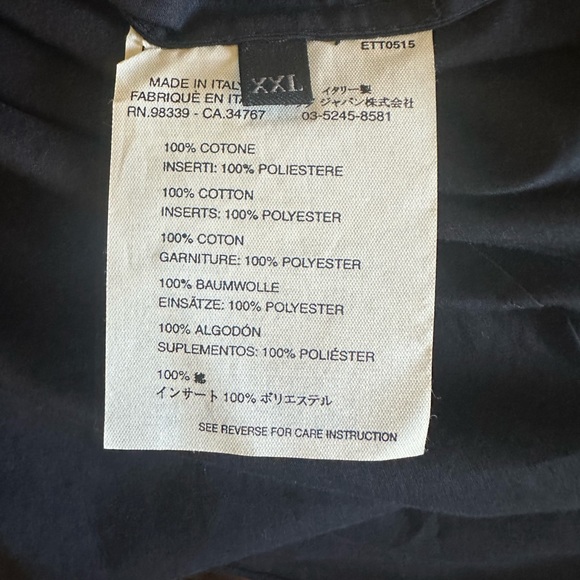 ETT0515
XXL
MADE IN ITALY
イタリー製
FABRIQUÉ EN
ジャパン株式会社
RN.98339 - CA.34767
03-5245-8581
100% COTONE
INSERTI: 100% POLIESTERE
100% COTTON
INSERTS: 100% POLYESTER
100% COTON
GARNITURE: 100% POLYESTER
100% BAUMWOLLE
EINSÄTZE: 100% POLYESTER
100% ALGODÓN
SUPLEMENTOS: 100% POLIÉSTER
100%
インサート 100% ポリエステル
SEE REVERSE FOR CARE INSTRUCTION